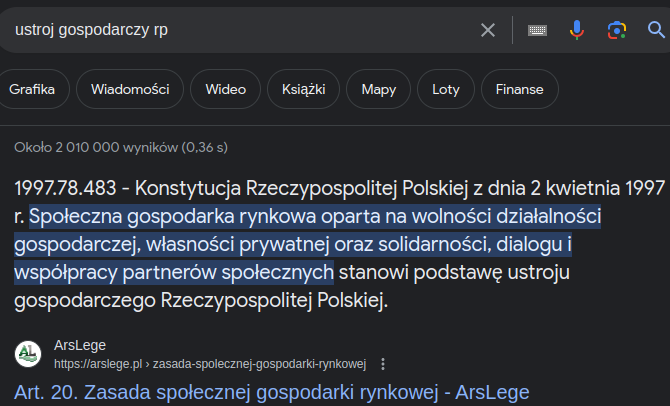 ustroj gospodarczy rp
Grafika Wiadomości Wideo Książki Mapy Loty Finanse
Około 2 010 000 wyników (0,36 s)
1997.78.483 - Konstytucja Rzeczypospolitej Polskiej z dnia 2 kwietnia 1997
r. Społeczna gospodarka rynkowa oparta na wolności działalności
gospodarczej, własności prywatnej oraz solidarności, dialogu i
współpracy partnerów społecznych stanowi podstawę ustroju
gospodarczego Rzeczypospolitej Polskiej.
AL
ArsLege
https://arslege.pl › zasada-spolecznej-gospodarki-rynkowej
Art. 20. Zasada społecznej gospodarki rynkowej - ArsLege